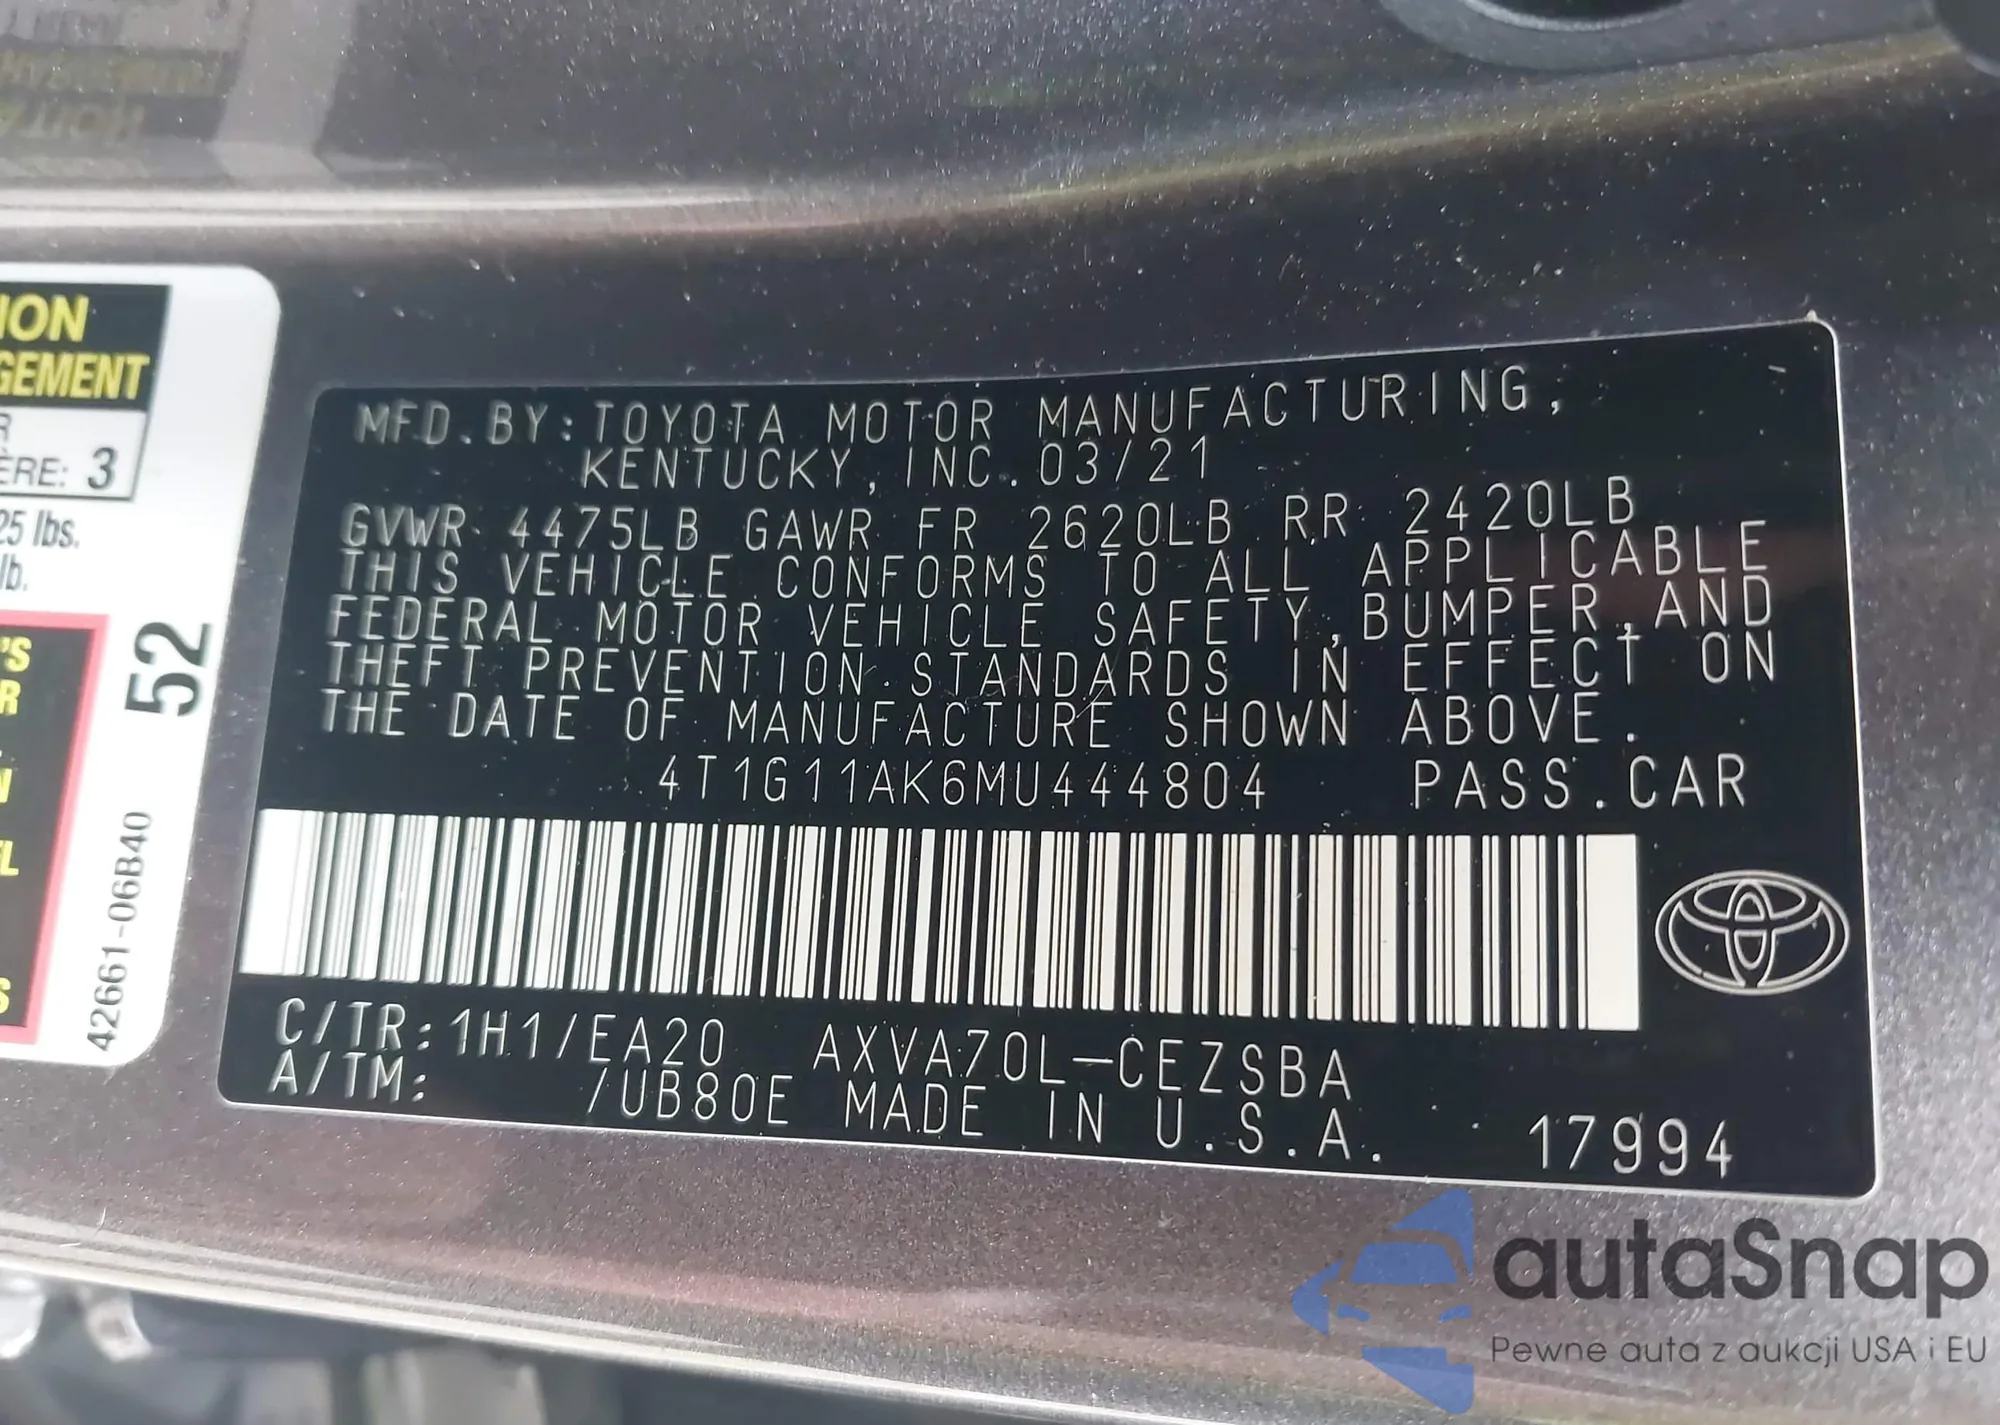 ION
GEMENT
R
ÈRE: 3
25 lbs.
lb.
52
'S
R
N
L
S
42661-06B40
MFD.BY:TOYOTA MOTOR MANUFACTURING,
KENTUCKY, INC.03/21
GVWR 4475LB GAWR FR 2620LB RR 2420LB
THIS VEHICLE CONFORMS TO ALL APPLICABLE
FEDERAL MOTOR VEHICLE SAFETY,BUMPER,AND
THEFT PREVENTION STANDARDS IN EFFECT ON
THE DATE OF MANUFACTURE SHOWN ABOVE.
4T1G11AK6MU444804 PASS.CAR
C/TR:1H1/EA20 AXVA70L-CEZSBA
A/TM: /UB80E MADE IN U.S.A. 17994
autaSnap
Pewne auta z aukcji USA i EU